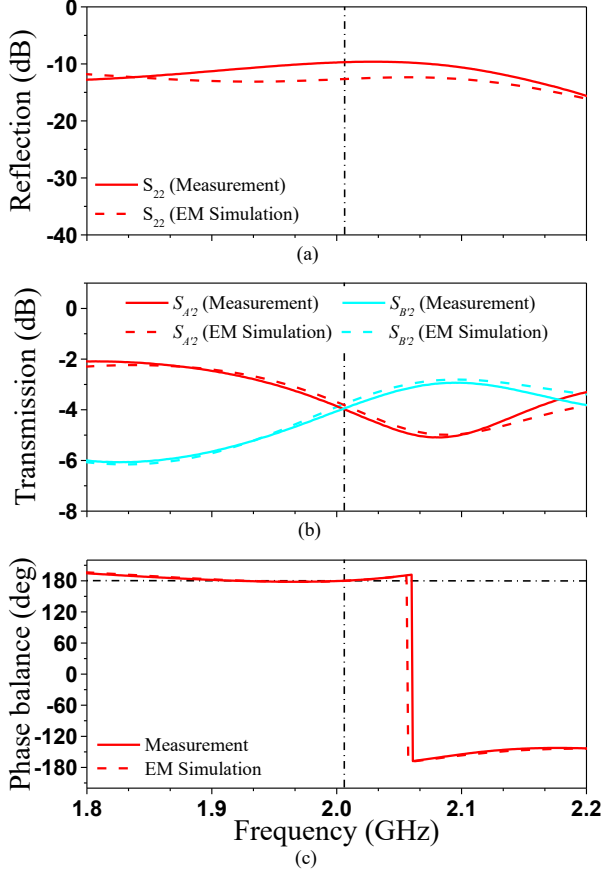 Reflection (dB)
0
-10
-20
-30
-40
S22 (Measurement)
S22 (EM Simulation)
(a)
Transmission (dB)
0
-2
-4
-6
-8
SA'2 (Measurement)
SB'2 (Measurement)
SA'2 (EM Simulation)
SB'2 (EM Simulation)
(b)
Phase balance (deg)
180
120
60
0
-60
-120
-180
Measurement
EM Simulation
1.8
1.9
2.0
2.1
2.2
Frequency (GHz)
(c)